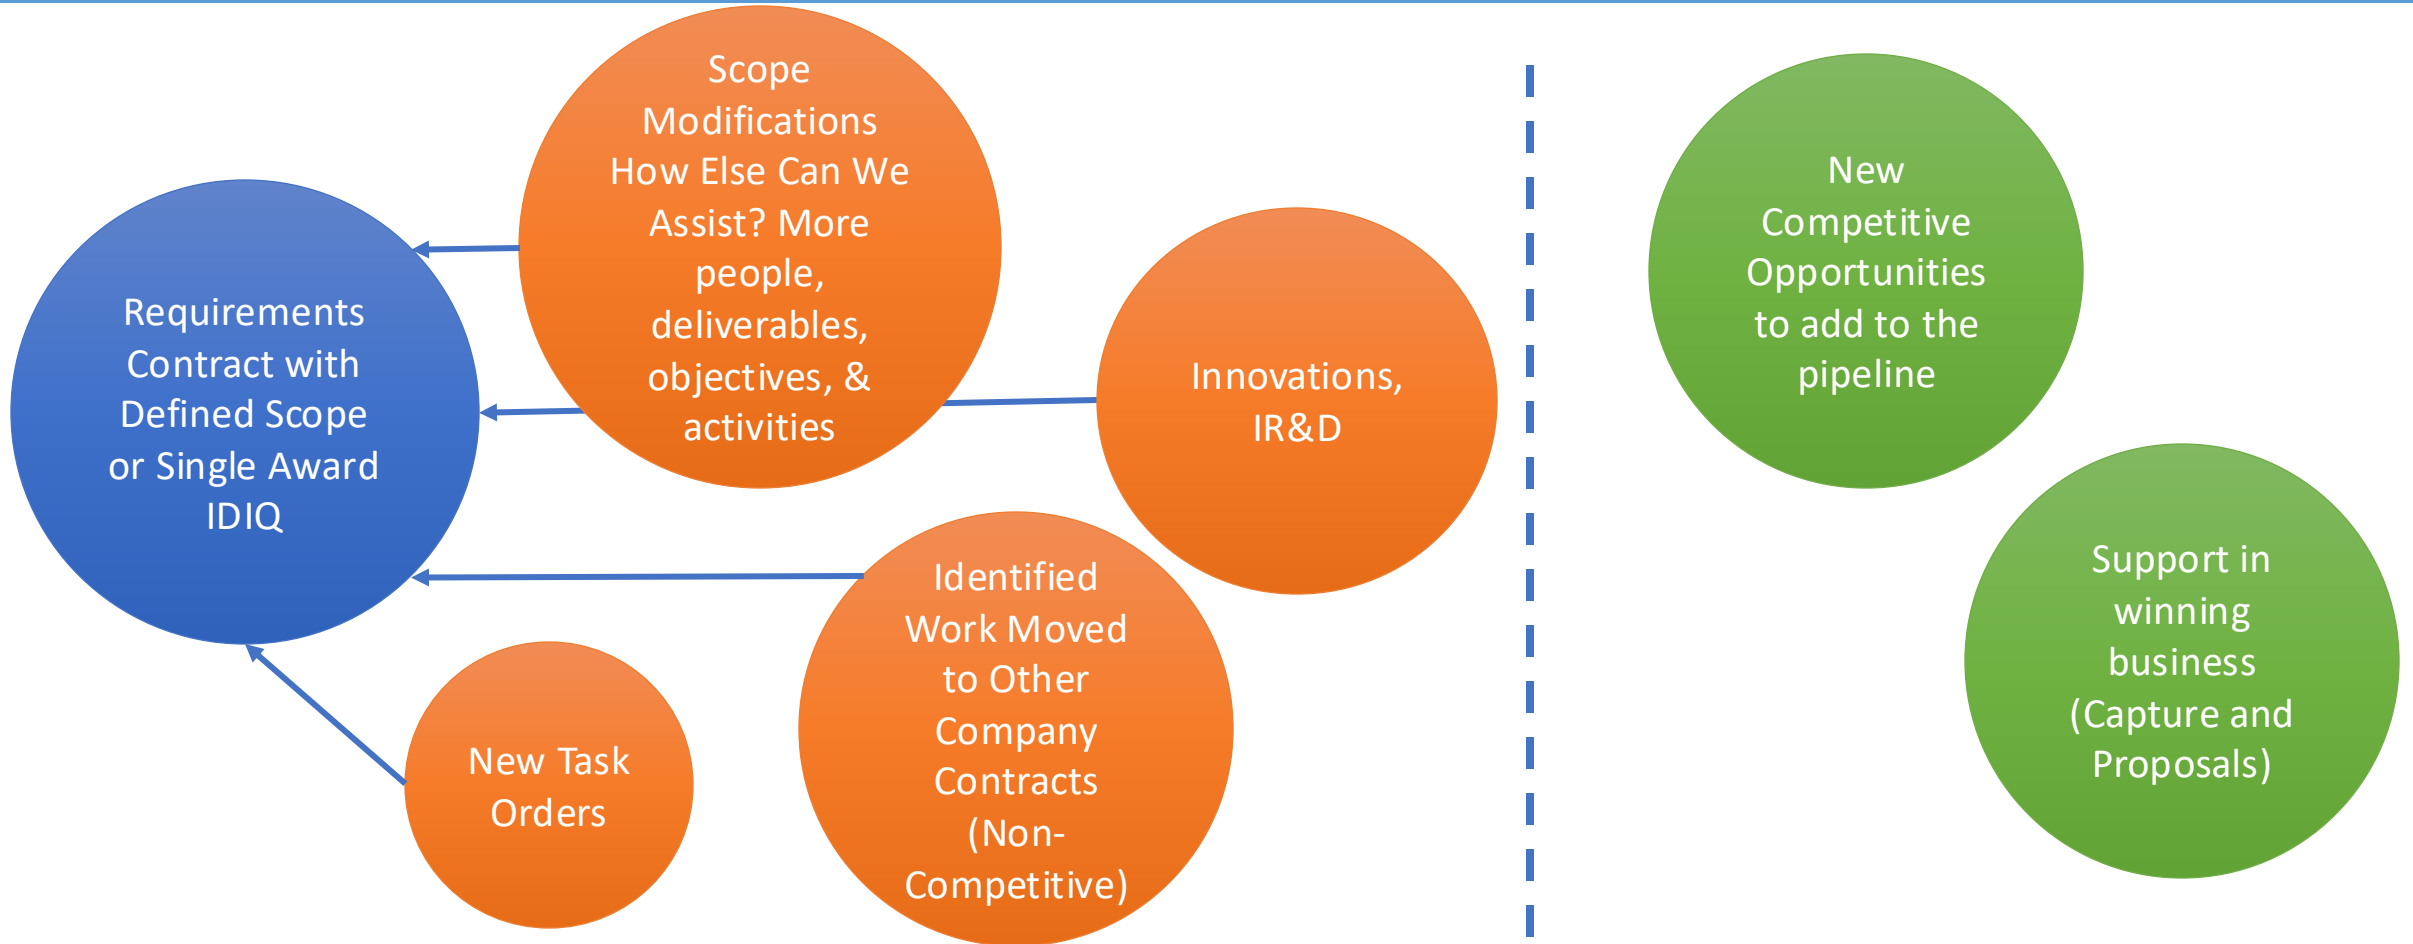 Scope
Modifications
How Else Can We
Assist? More
people,
deliverables,
objectives, &
activities
Requirements
Contract with
Defined Scope
or Single Award
IDIQ
Innovations,
IR&D
Identified
Work Moved
to Other
Company
Contracts
(Non-
Competitive)
New Task
Orders
New
Competitive
Opportunities
to add to the
pipeline
Support in
winning
business
(Capture and
Proposals)